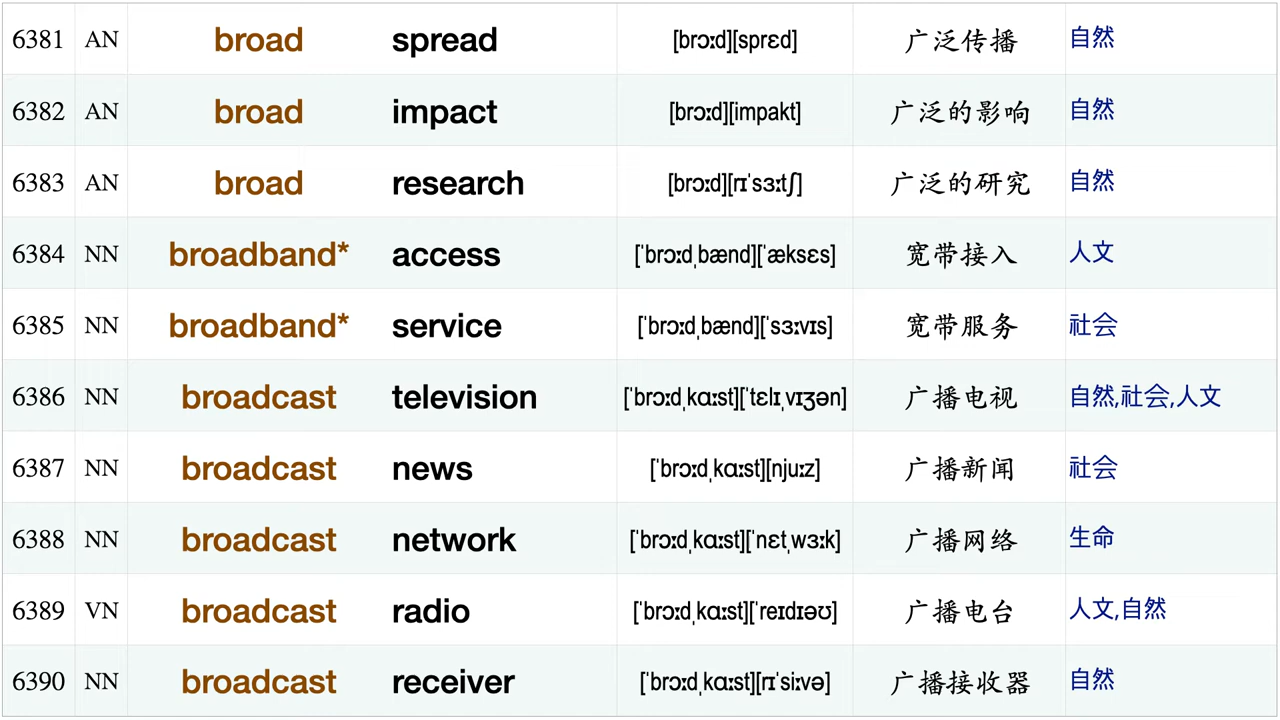 6381 AN broad spread [brɔːd][sprɛd] 广泛传播 自然
6382 AN broad impact [brɔːd][impakt] 广泛的影响 自然
6383 AN broad research [brɔːd][rɪˈsɜːtʃ] 广泛的研究 自然
6384 NN broadband* access [ˈbrɔːdˌbænd][ˈæksɛs] 宽带接入 人文
6385 NN broadband* service [ˈbrɔːdˌbænd][ˈsɜːvɪs] 宽带服务 社会
6386 NN broadcast television [ˈbrɔːdˌkɑːst][ˈtɛlɪˌvɪʒən] 广播电视 自然,社会,人文
6387 NN broadcast news [ˈbrɔːdˌkɑːst][njuːz] 广播新闻 社会
6388 NN broadcast network [ˈbrɔːdˌkɑːst][ˈnɛtˌwɜːk] 广播网络 生命
6389 VN broadcast radio [ˈbrɔːdˌkɑːst][ˈreɪdɪəʊ] 广播电台 人文,自然
6390 NN broadcast receiver [ˈbrɔːdˌkɑːst][rɪˈsiːvə] 广播接收器 自然